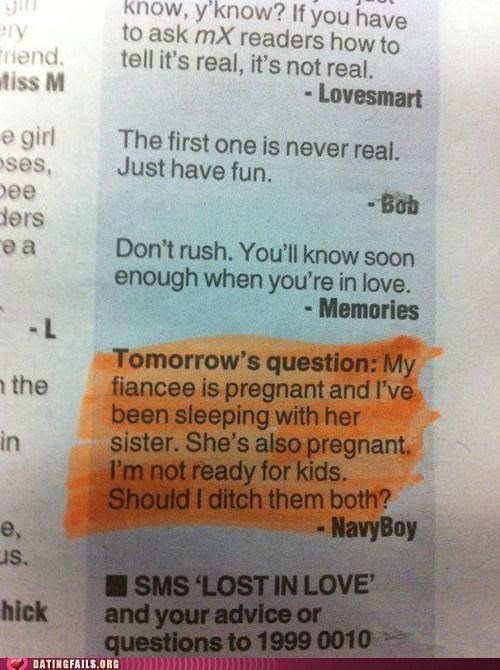 ery
friend.
Miss M
e girl
oses,
bee
ders
e a
- L
n the
in
e,
us.
hick
know, y'know? If you have
to ask mX readers how to
tell it's real, it's not real.
- Lovesmart
The first one is never real.
Just have fun.
- Bob
Don't rush. You'll know soon
enough when you're in love.
- Memories
Tomorrow's question: My
fiancee is pregnant and I've
been sleeping with her
sister. She's also pregnant.
I'm not ready for kids.
Should I ditch them both?
- NavyBoy
■ SMS 'LOST IN LOVE'
and your advice or
questions to 1999 0010
DATINGFAILS.ORG